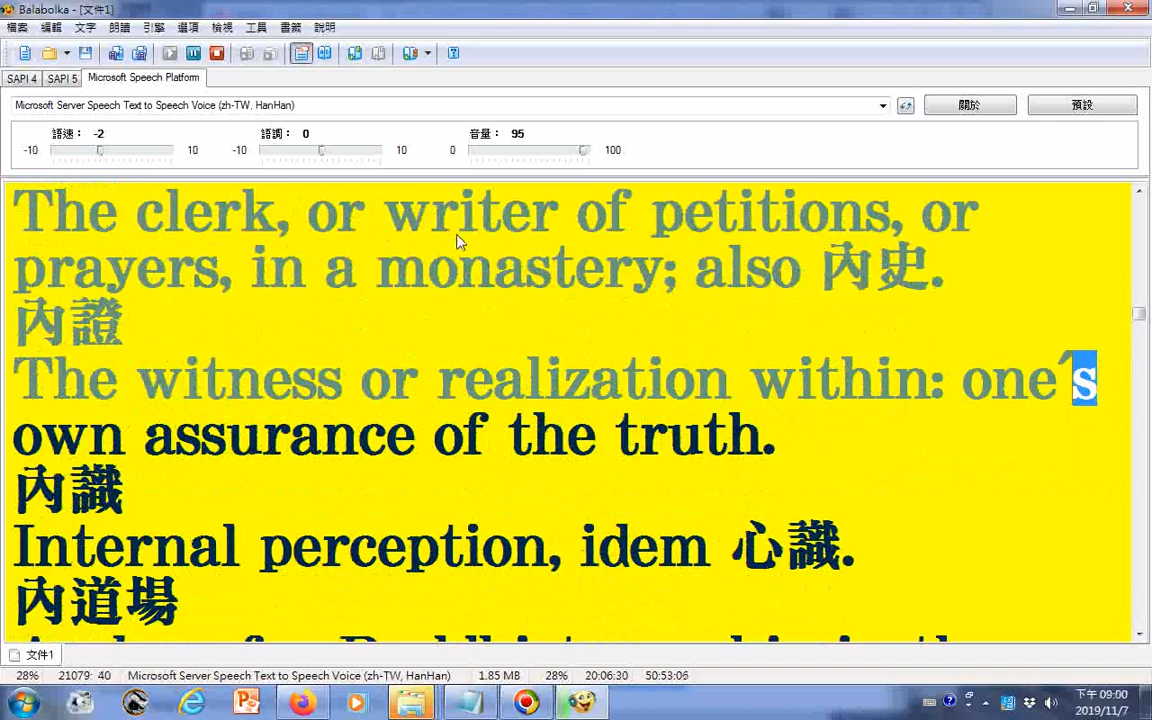 Balabolka - [文件1]
檔案 編輯 文字 朗讀 引擎 選項 檢視 工具 書籤 說明
SAPI 4 SAPI 5 Microsoft Speech Platform
Microsoft Server Speech Text to Speech Voice (zh-TW, HanHan) 關於 預設
語速： -2 語調： 0 音量： 95
-10 10 -10 10 0 100
The clerk, or writer of petitions, or
prayers, in a monastery; also 內史.
內證
The witness or realization within: one´s
own assurance of the truth.
內識
Internal perception, idem 心識.
內道場
文件1
28% 21079: 40 Microsoft Server Speech Text to Speech Voice (zh-TW, HanHan) 1.85 MB 28% 20:06:30 50:53:06
下午 09:00
2019/11/7